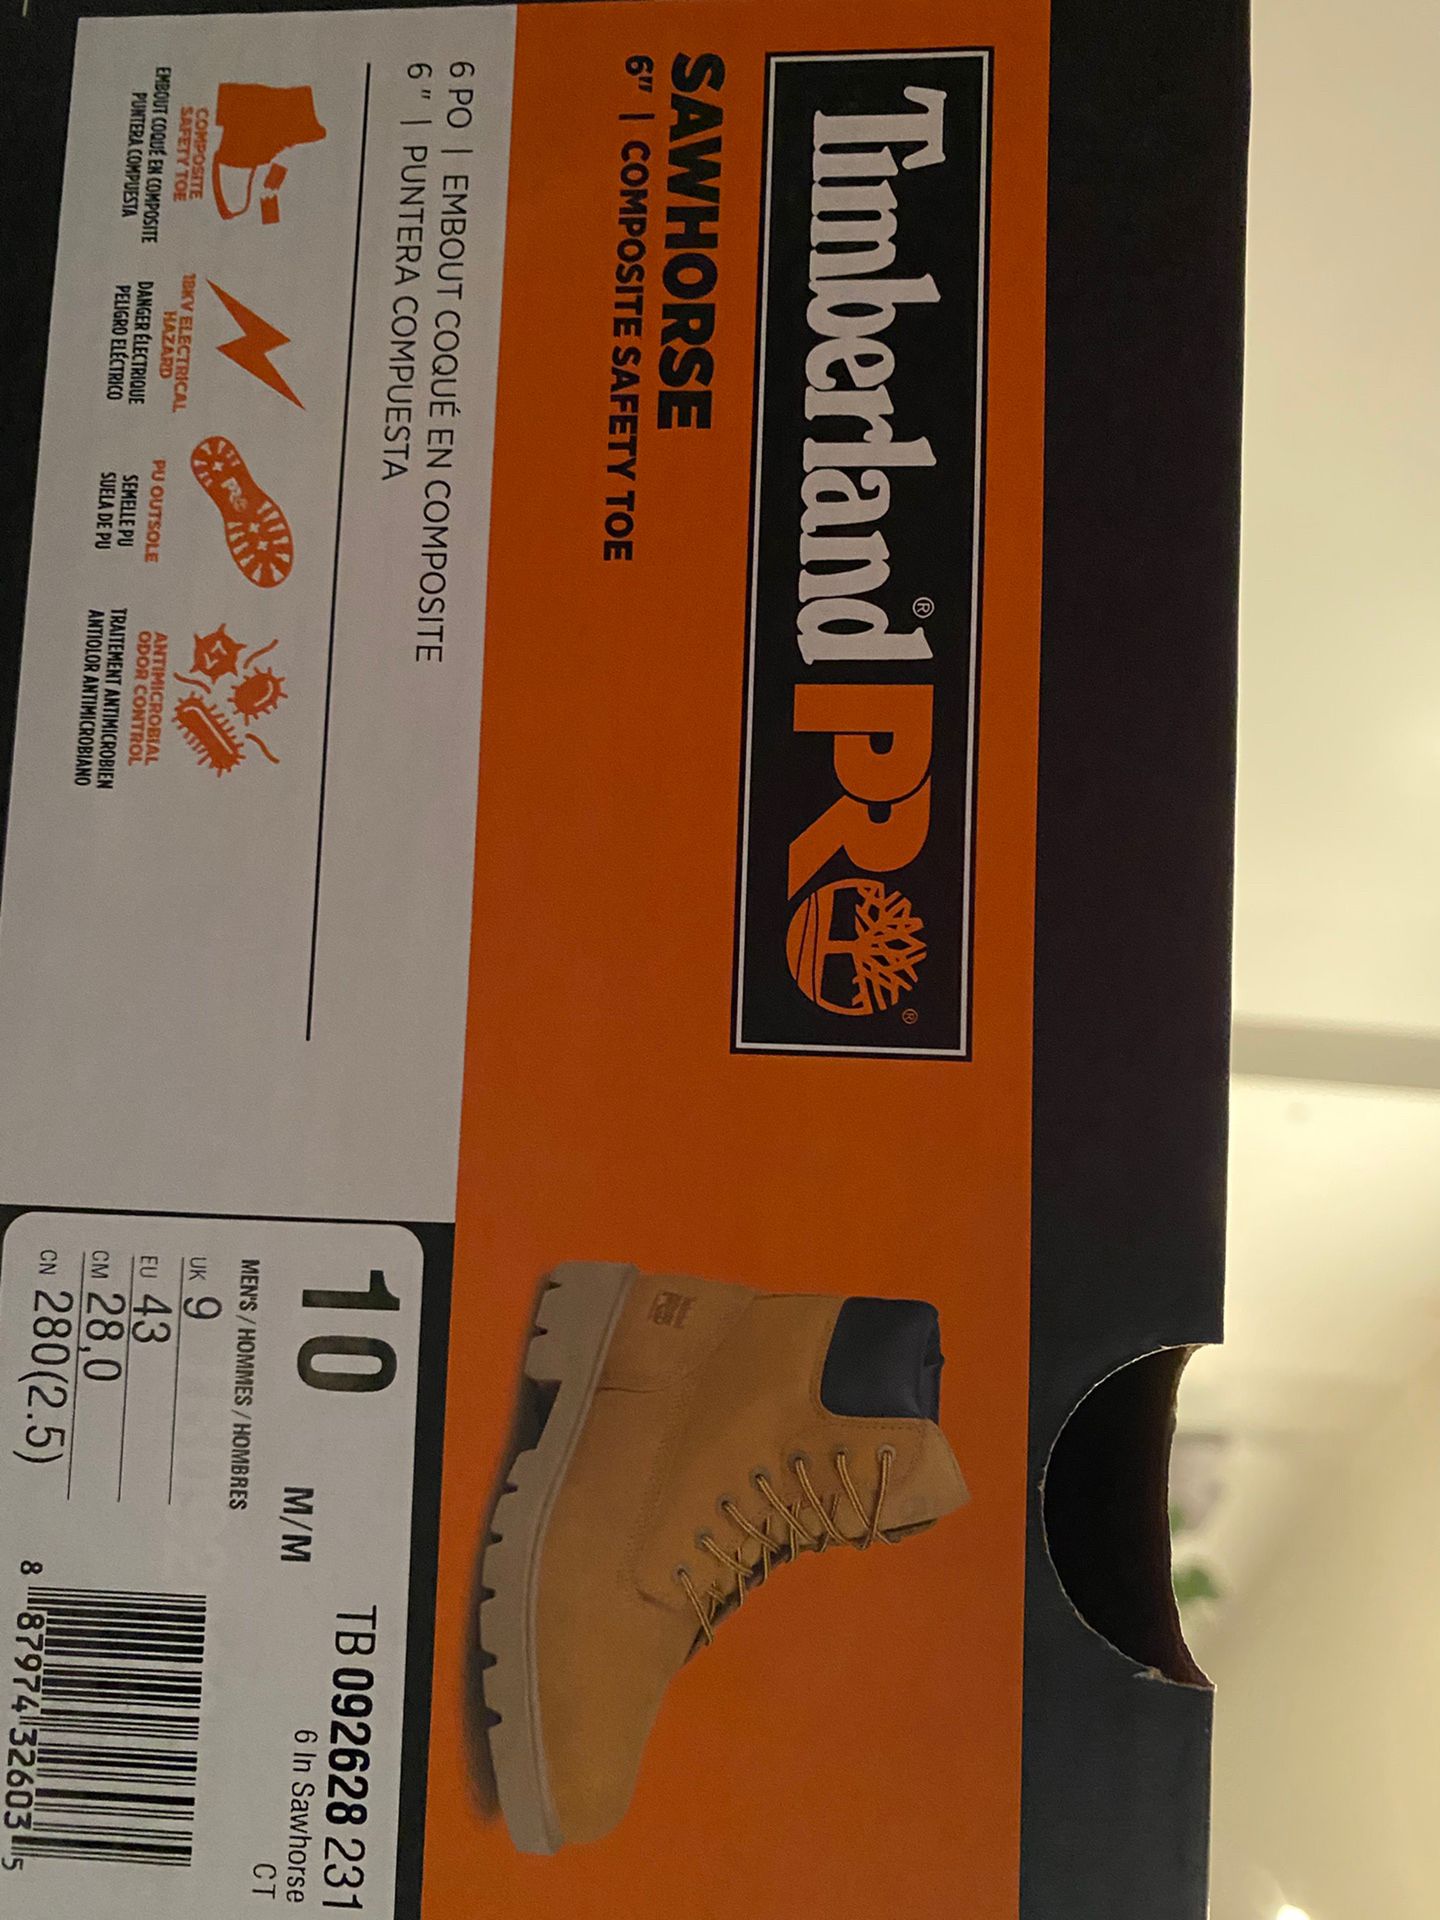 Timberland® PRO®
SAWHORSE
6" | COMPOSITE SAFETY TOE
6 PO | EMBOUT COQUÉ EN COMPOSITE
6" | PUNTERA COMPUESTA
COMPOSITE
SAFETY TOE
EMBOUT COQUÉ EN COMPOSITE
PUNTERA COMPUESTA
18KV ELECTRICAL
HAZARD
DANGER ÉLECTRIQUE
PELIGRO ELÉCTRICO
PRO
PU OUTSOLE
SEMELLE PU
SUELA DE PU
ANTIMICROBIAL
ODOR CONTROL
TRAITEMENT ANTIMICROBIEN
ANTIOLOR ANTIMICROBIANO
10
M/M
MEN'S / HOMMES / HOMBRES
UK 9
EU 43
CM 28,0
CN 280(2.5)
TB 092628 231
6 In Sawhorse
CT
8 87974 32603 5